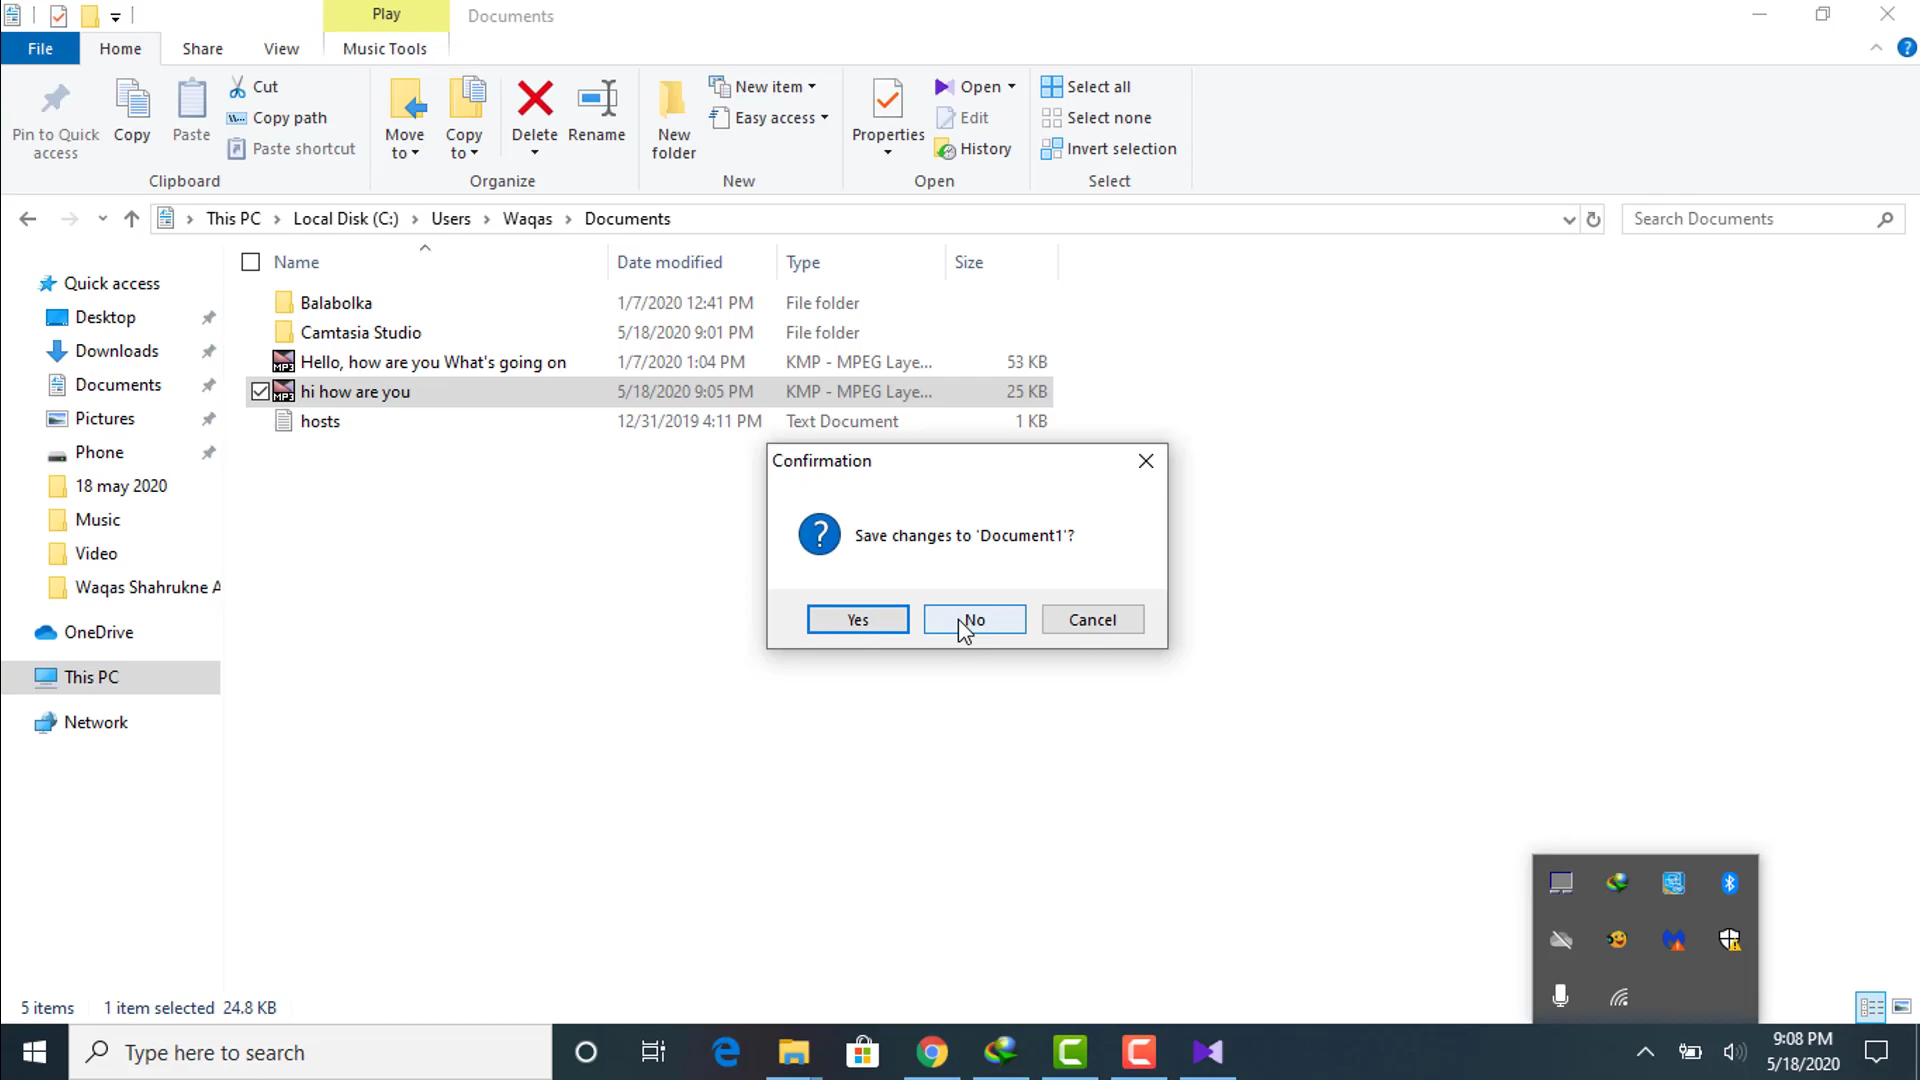 Play
Documents
File
Home
Share
View
Music Tools
Pin to Quick access
Copy
Paste
Cut
Copy path
Paste shortcut
Clipboard
Move to
Copy to
Delete
Rename
Organize
New folder
New item
Easy access
New
Properties
Open
Edit
History
Open
Select all
Select none
Invert selection
Select
This PC > Local Disk (C:) > Users > Waqas > Documents
Search Documents
Name
Date modified
Type
Size
Balabolka 1/7/2020 12:41 PM File folder
Camtasia Studio 5/18/2020 9:01 PM File folder
Hello, how are you What's going on 1/7/2020 1:04 PM KMP - MPEG Laye... 53 KB
MP3
hi how are you 5/18/2020 9:05 PM KMP - MPEG Laye... 25 KB
MP3
hosts 12/31/2019 4:11 PM Text Document 1 KB
Quick access
Desktop
Downloads
Documents
Pictures
Phone
18 may 2020
Music
Video
Waqas Shahrukne A
OneDrive
This PC
Network
Confirmation
Save changes to 'Document1'?
Yes
No
Cancel
5 items 1 item selected 24.8 KB
Type here to search
9:08 PM
5/18/2020